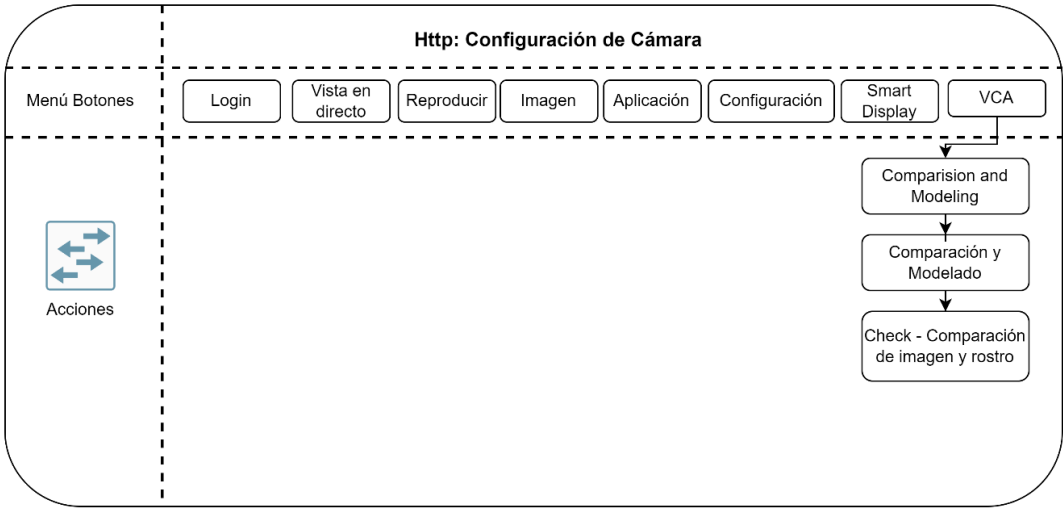 Http: Configuración de Cámara
Menú Botones
Login
Vista en
directo
Reproducir
Imagen
Aplicación
Configuración
Smart
Display
VCA
Comparision and
Modeling
Comparación y
Modelado
Check - Comparación
de imagen y rostro
Acciones